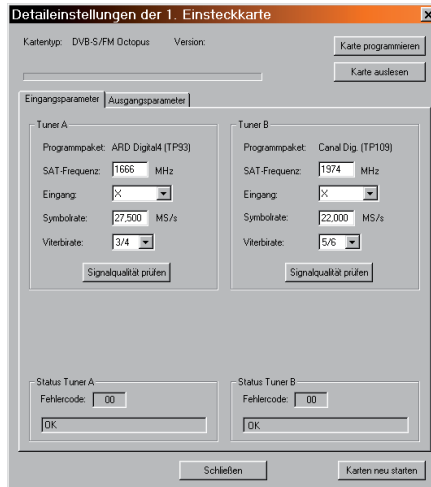 Detaileinstellungen der 1. Einsteckkarte
Kartentyp: DVB-S/FM Octopus Version:
Karte programmieren
Karte auslesen
Eingangsparameter Ausgangsparameter
Tuner A
Programmpaket: ARD Digital4 (TP93)
SAT-Frequenz: 1666 MHz
Eingang: X
Symbolrate: 27,500 MS/s
Viterbirate: 3/4
Signalqualität prüfen
Tuner B
Programmpaket: Canal Dig. (TP109)
SAT-Frequenz: 1974 MHz
Eingang: X
Symbolrate: 22,000 MS/s
Viterbirate: 5/6
Signalqualität prüfen
Status Tuner A
Fehlercode: 00
OK
Status Tuner B
Fehlercode: 00
OK
Schließen
Karten neu starten